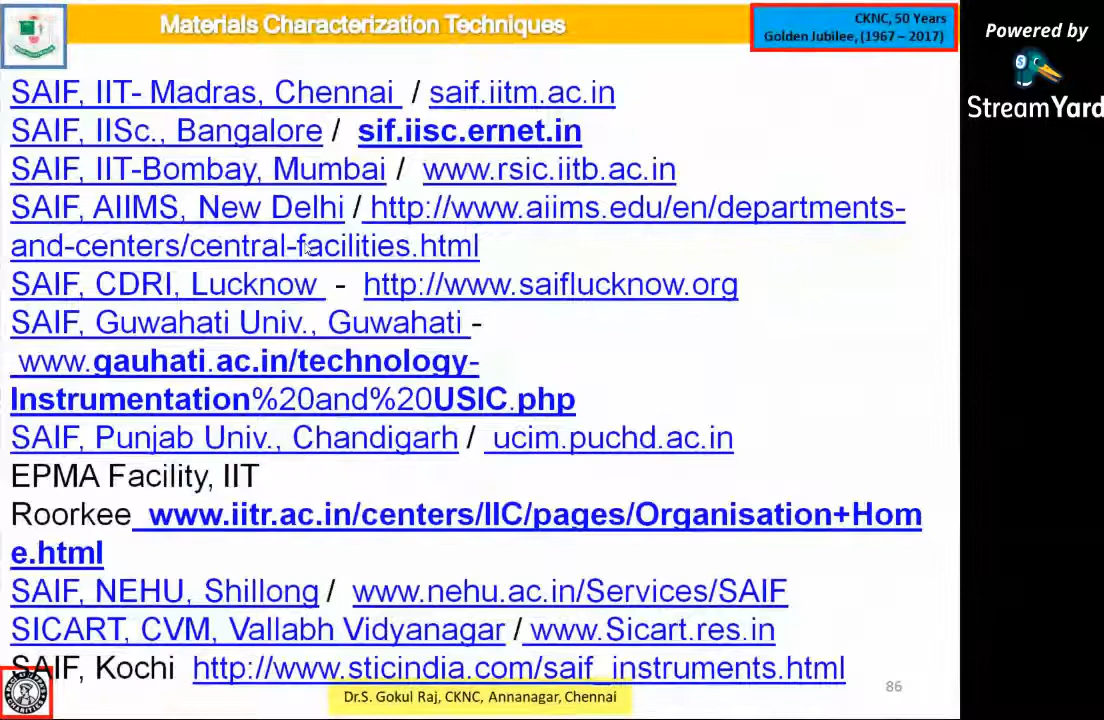 Materials Characterization Techniques
CKNC, 50 Years
Golden Jubilee, (1967 – 2017)
Powered by
StreamYard
SAIF, IIT- Madras, Chennai / saif.iitm.ac.in
SAIF, IISc., Bangalore / sif.iisc.ernet.in
SAIF, IIT-Bombay, Mumbai / www.rsic.iitb.ac.in
SAIF, AIIMS, New Delhi / http://www.aiims.edu/en/departments-
and-centers/central-facilities.html
SAIF, CDRI, Lucknow - http://www.saiflucknow.org
SAIF, Guwahati Univ., Guwahati -
www.gauhati.ac.in/technology-
Instrumentation%20and%20USIC.php
SAIF, Punjab Univ., Chandigarh / ucim.puchd.ac.in
EPMA Facility, IIT
Roorkee www.iitr.ac.in/centers/IIC/pages/Organisation+Hom
e.html
SAIF, NEHU, Shillong / www.nehu.ac.in/Services/SAIF
SICART, CVM, Vallabh Vidyanagar / www.Sicart.res.in
SAIF, Kochi http://www.sticindia.com/saif_instruments.html
Dr.S. Gokul Raj, CKNC, Annanagar, Chennai
86